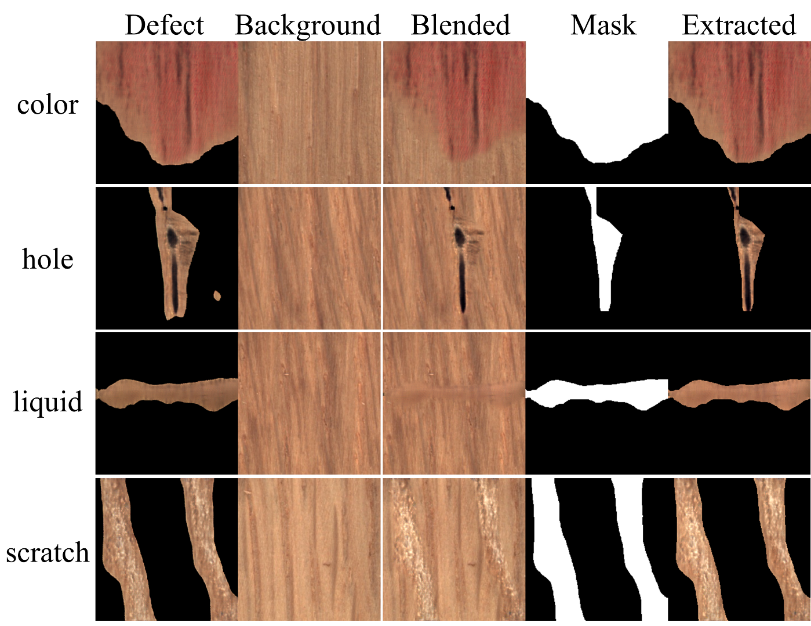 Defect Background Blended Mask Extracted
color
hole
liquid
scratch